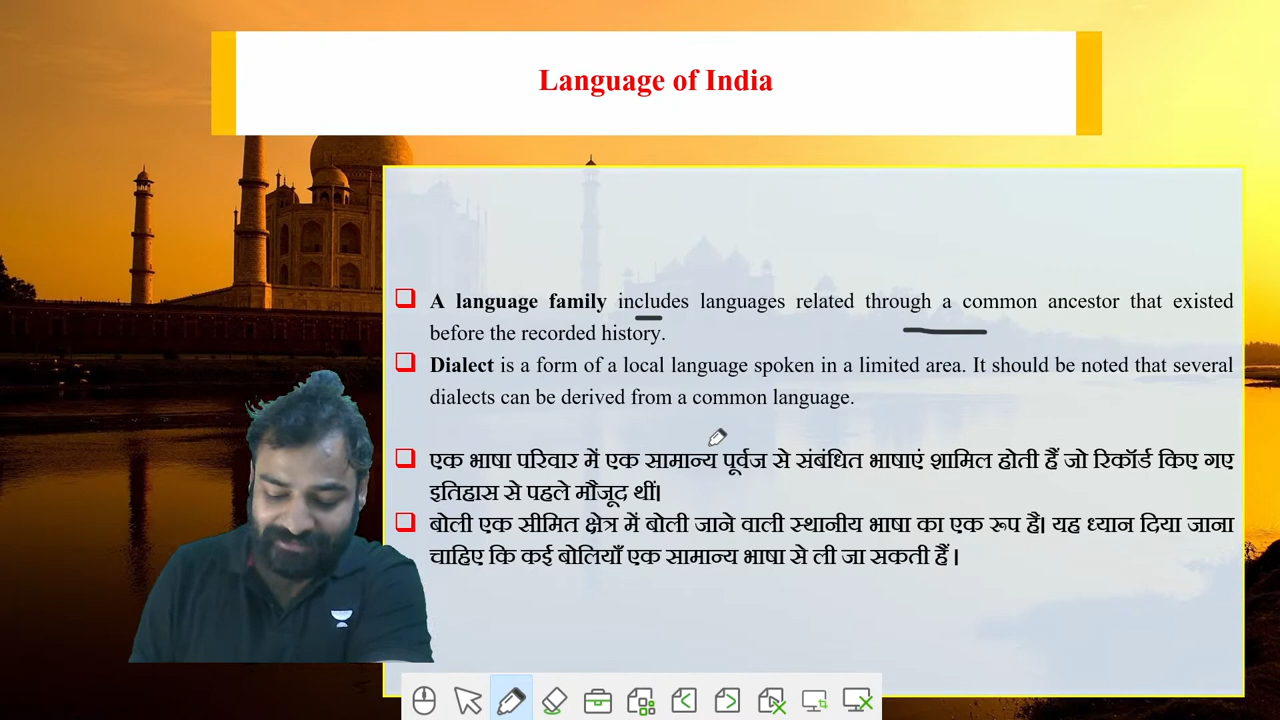 Language of India
A language family includes languages related through a common ancestor that existed
before the recorded history.
Dialect is a form of a local language spoken in a limited area. It should be noted that several
dialects can be derived from a common language.
एक भाषा परिवार में एक सामान्य पूर्वज से संबंधित भाषाएं शामिल होती हैं जो रिकॉर्ड किए गए
इतिहास से पहले मौजूद थीं।
बोली एक सीमित क्षेत्र में बोली जाने वाली स्थानीय भाषा का एक रूप है। यह ध्यान दिया जाना
चाहिए कि कई बोलियाँ एक सामान्य भाषा से ली जा सकती हैं ।